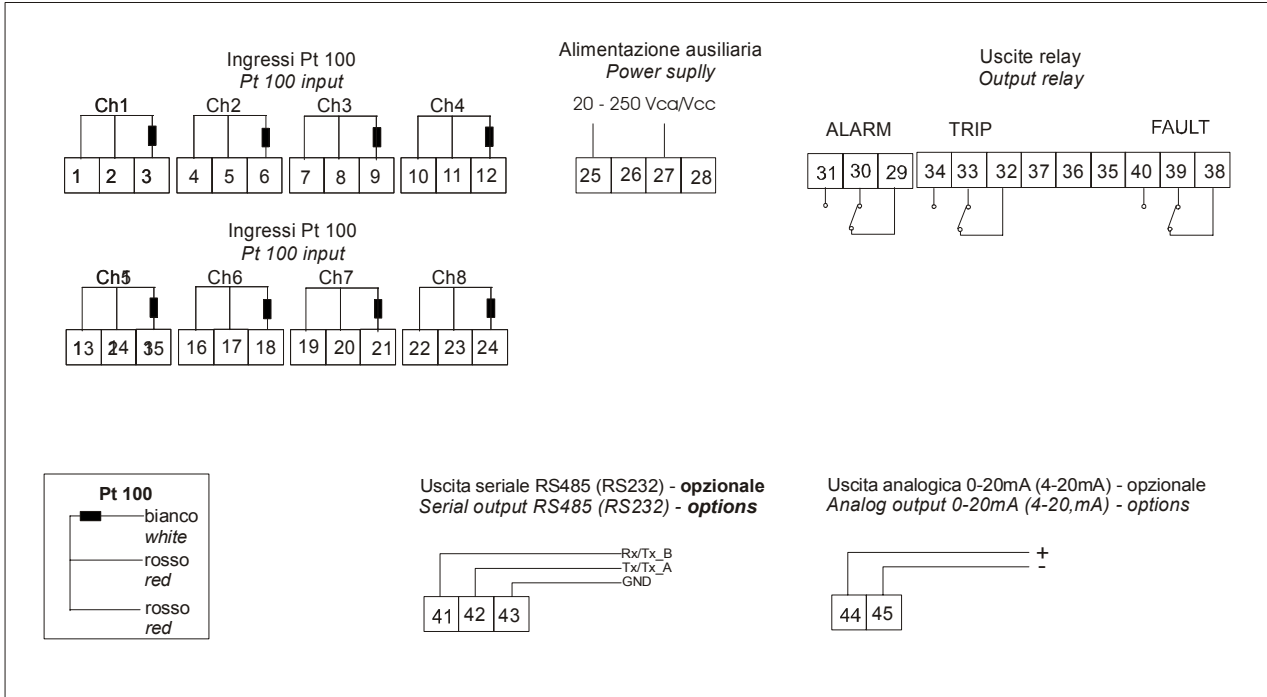 Ingressi Pt 100
Pt 100 input
Ch1 Ch2 Ch3 Ch4
1 2 3 4 5 6 7 8 9 10 11 12
Alimentazione ausiliaria
Power suplly
20 - 250 Vca/Vcc
25 26 27 28
Uscite relay
Output relay
ALARM TRIP FAULT
31 30 29 34 33 32 37 36 35 40 39 38
Ingressi Pt 100
Pt 100 input
Ch5 Ch6 Ch7 Ch8
13 14 15 16 17 18 19 20 21 22 23 24
Pt 100
bianco
white
rosso
red
rosso
red
Uscita seriale RS485 (RS232) - opzionale
Serial output RS485 (RS232) - options
Rx/Tx_B
Tx/Tx_A
GND
41 42 43
Uscita analogica 0-20mA (4-20mA) - opzionale
Analog output 0-20mA (4-20,mA) - options
+
-
44 45